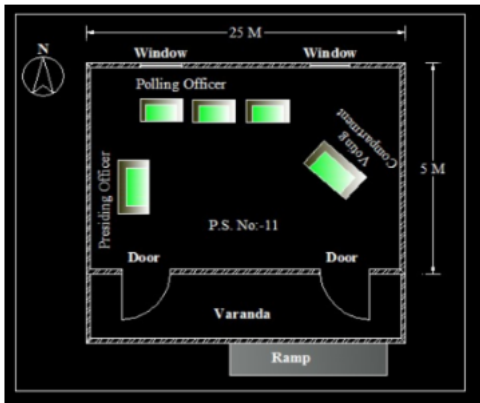 25 M
N
Window
Window
Polling Officer
Voting
Compartment
5 M
Presiding Officer
P.S. No:-11
Door
Door
Varanda
Ramp